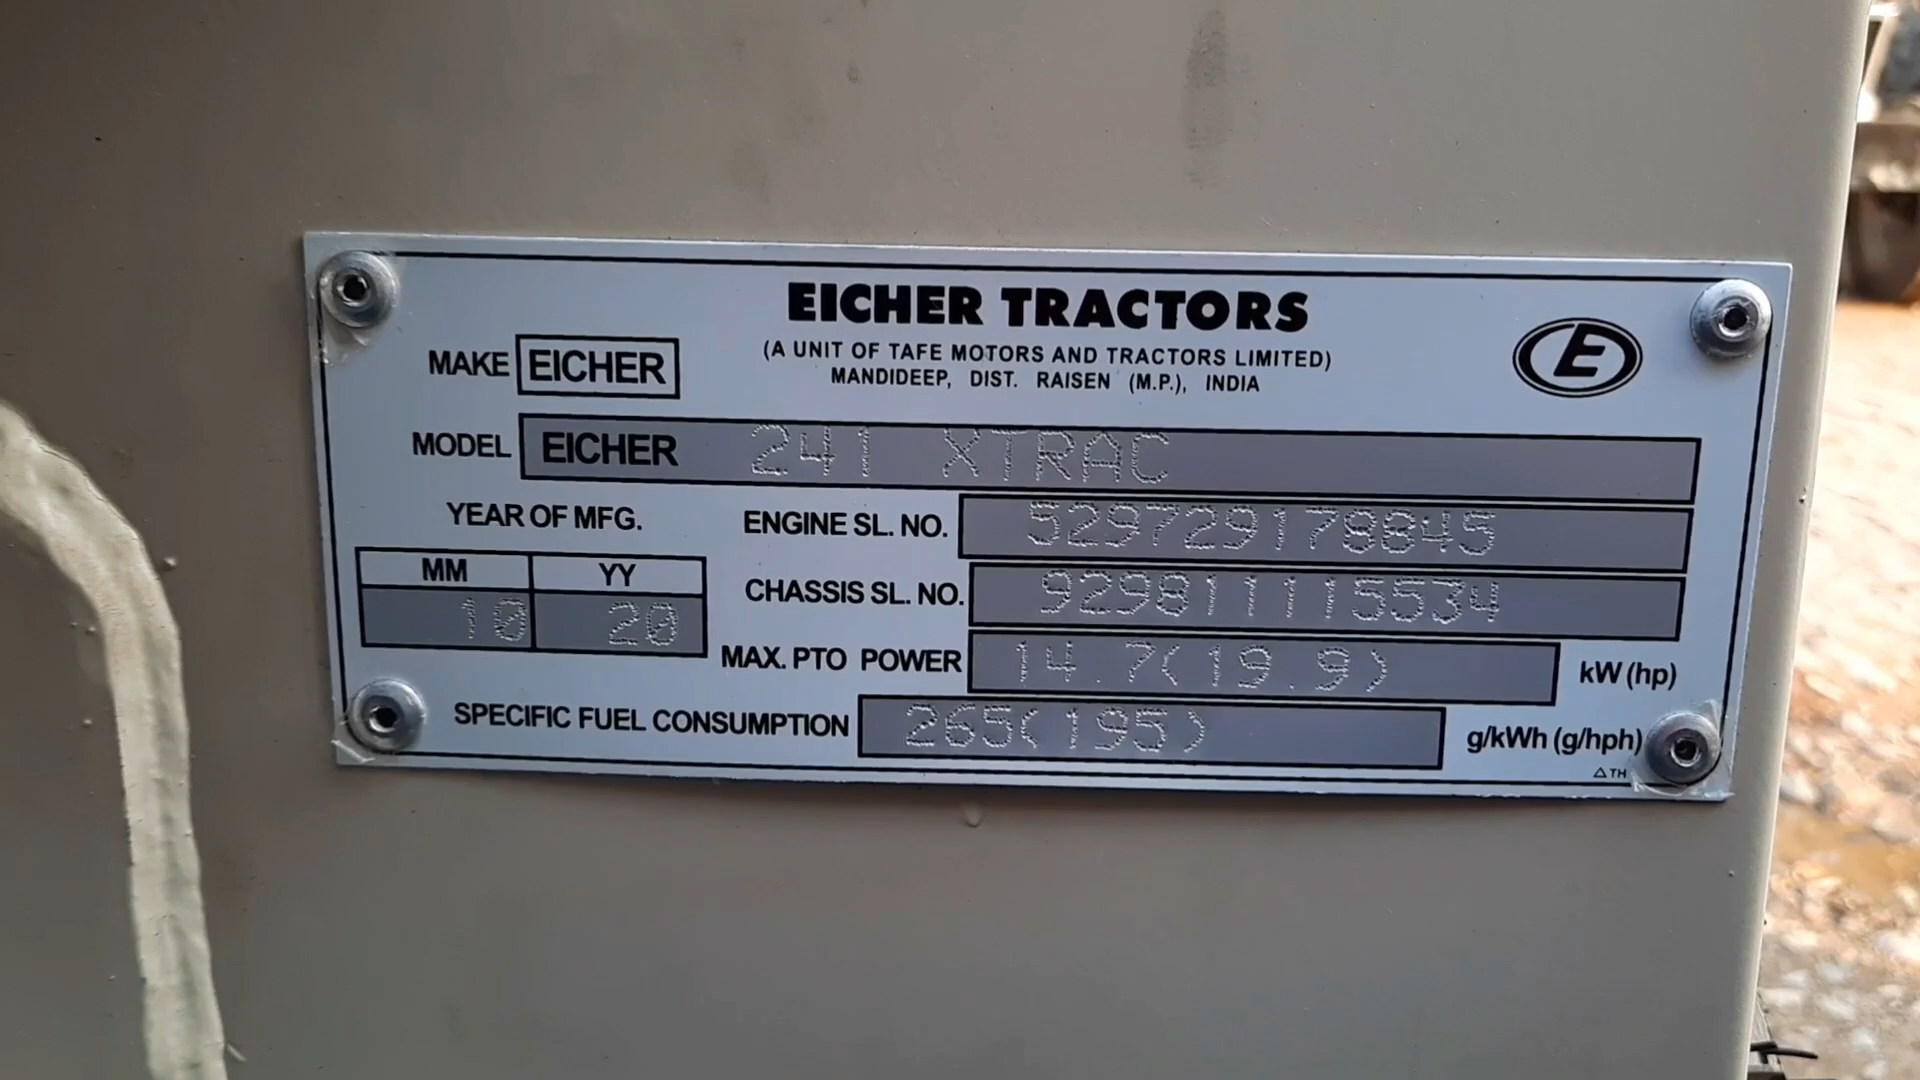 EICHER TRACTORS
(A UNIT OF TAFE MOTORS AND TRACTORS LIMITED)
MANDIDEEP, DIST. RAISEN (M.P.), INDIA
E
MAKE EICHER
MODEL EICHER 241 XTRAC
YEAR OF MFG.
MM YY
10 20
ENGINE SL. NO. 529729178845
CHASSIS SL. NO. 929811115534
MAX. PTO POWER 14.7(19.9) kW (hp)
SPECIFIC FUEL CONSUMPTION 265(195) g/kWh (g/hph)
△TH